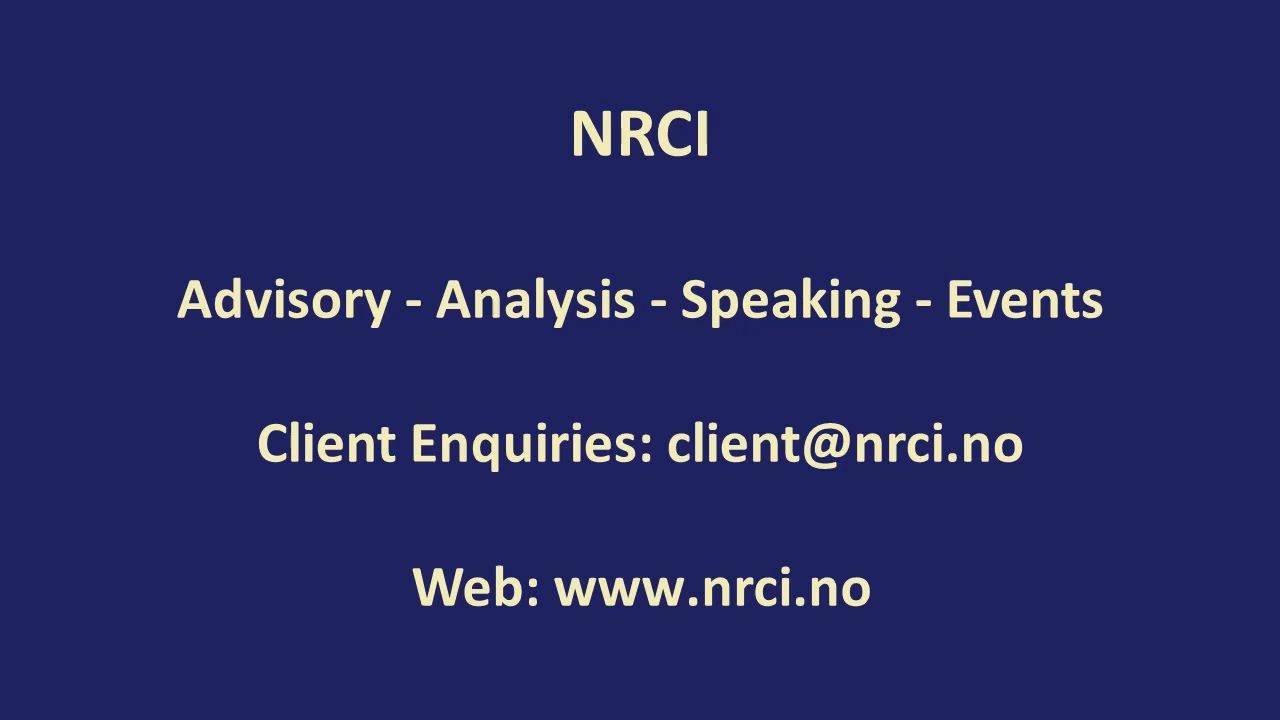 NRCI
Advisory - Analysis - Speaking - Events
Client Enquiries: client@nrci.no
Web: www.nrci.no